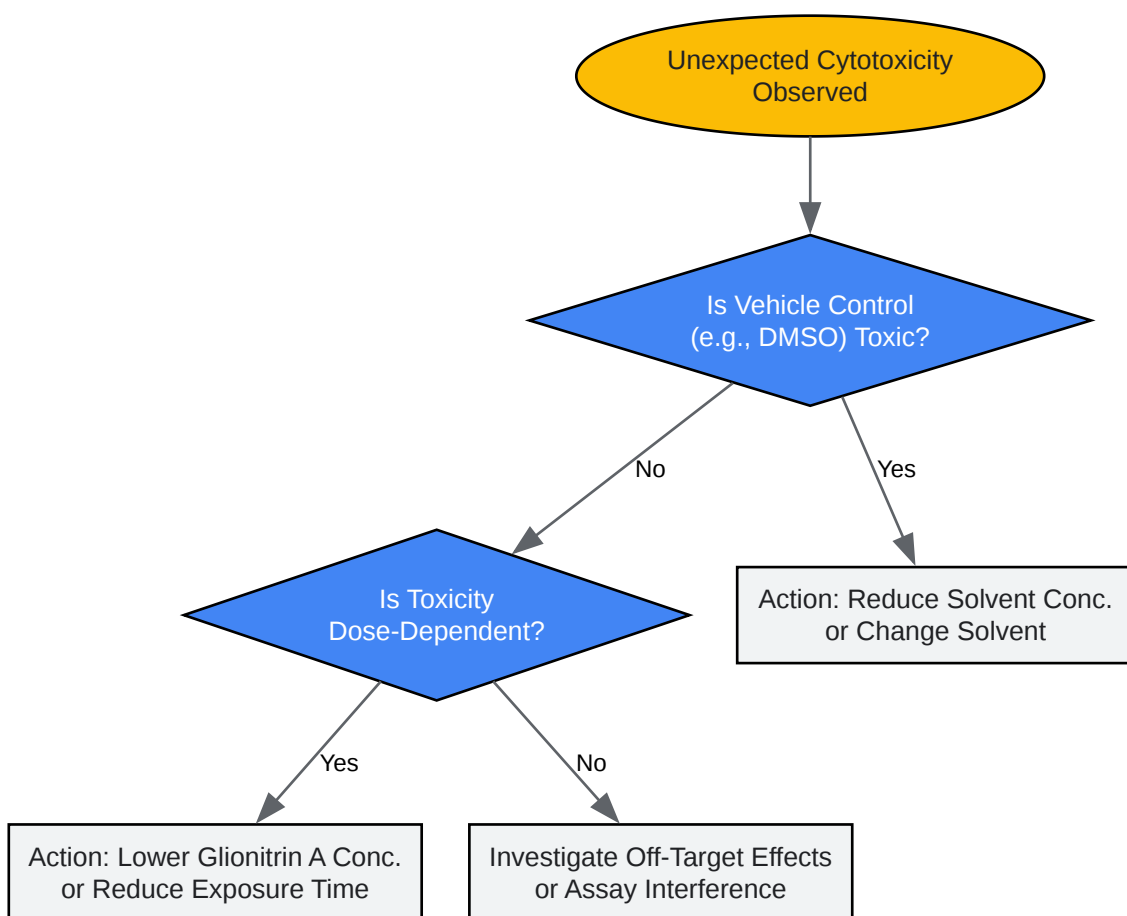 Unexpected Cytotoxicity
Observed
Is Vehicle Control
(e.g., DMSO) Toxic?
No
Yes
Is Toxicity
Dose-Dependent?
Action: Reduce Solvent Conc.
or Change Solvent
Yes
No
Action: Lower Glionitrin A Conc.
or Reduce Exposure Time
Investigate Off-Target Effects
or Assay Interference